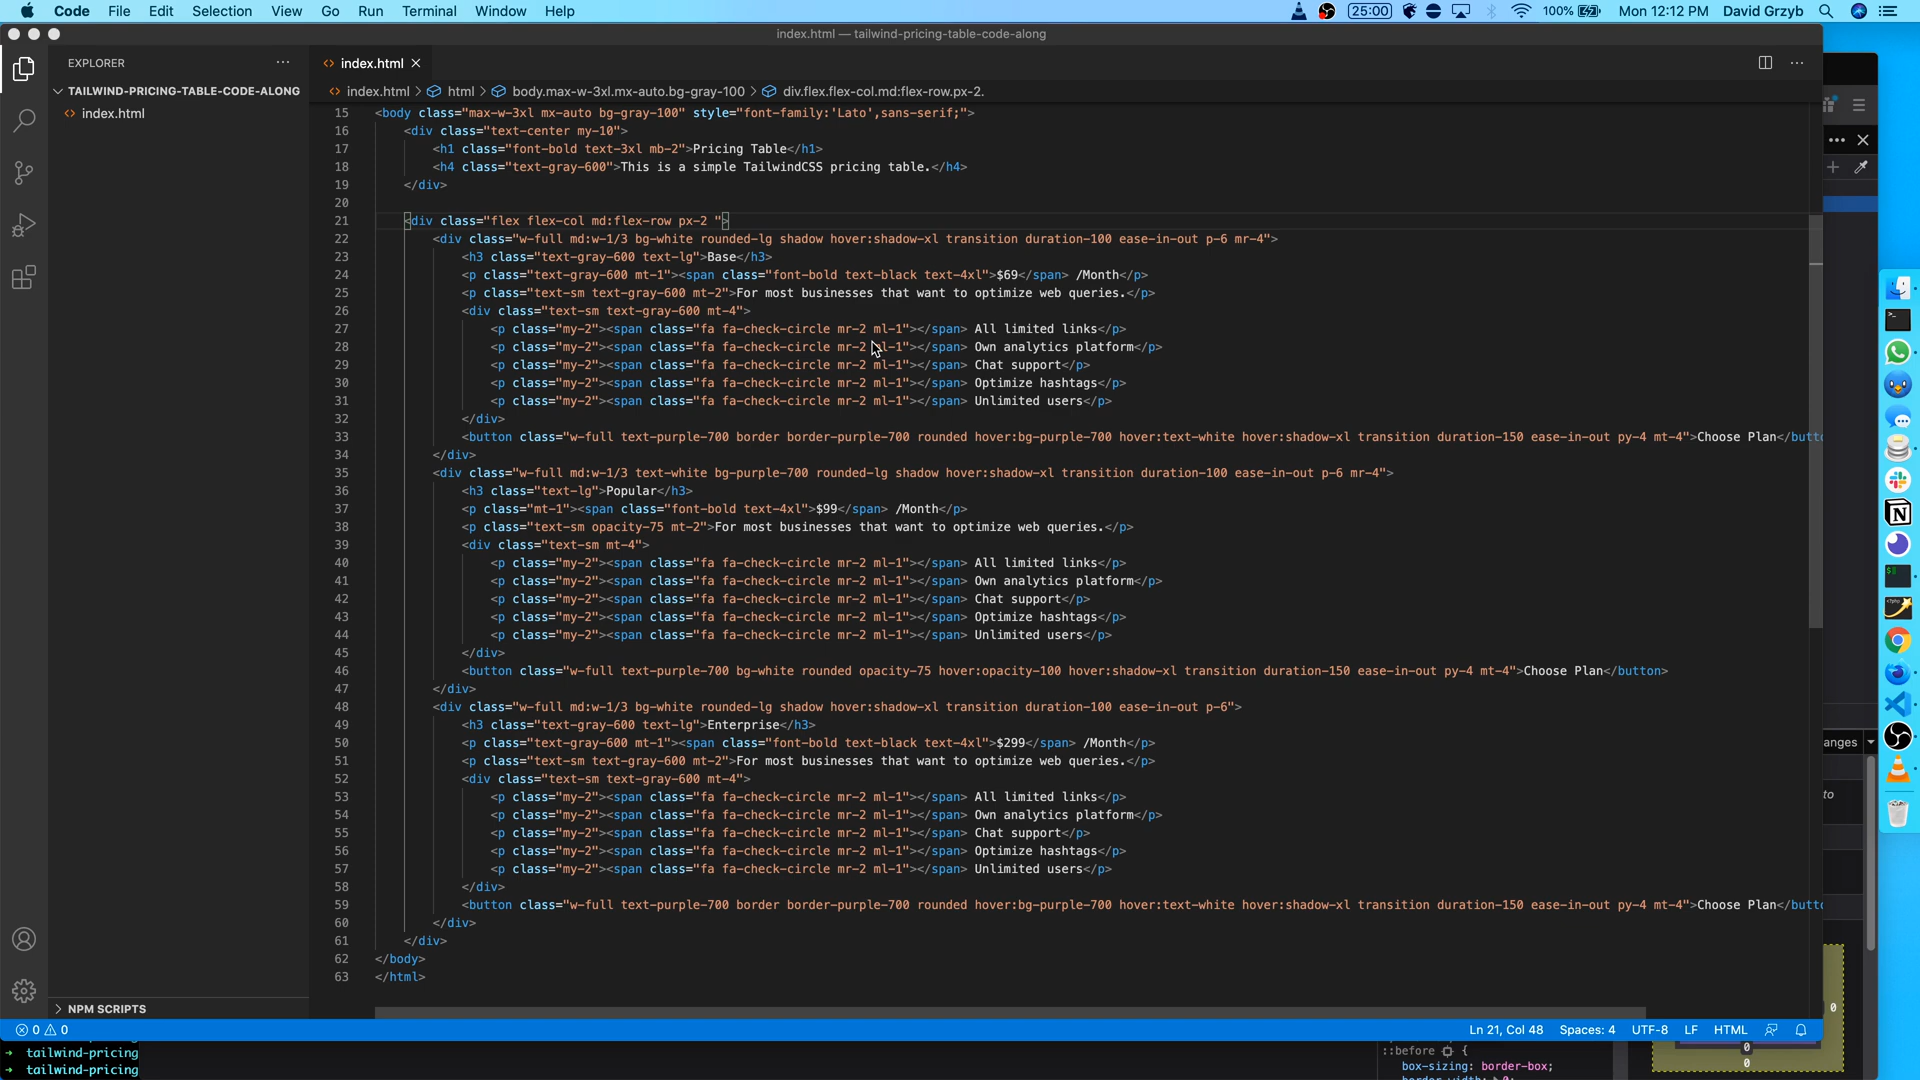 Code File Edit Selection View Go Run Terminal Window Help 25:00 100% Mon 12:12 PM David Grzyb
index.html — tailwind-pricing-table-code-along
EXPLORER ···
index.html
TAILWIND-PRICING-TABLE-CODE-ALONG
index.html
index.html > html > body.max-w-3xl.mx-auto.bg-gray-100 > div.flex.flex-col.md:flex-row.px-2.
15 <body class="max-w-3xl mx-auto bg-gray-100" style="font-family:'Lato',sans-serif;">
16 <div class="text-center my-10">
17 <h1 class="font-bold text-3xl mb-2">Pricing Table</h1>
18 <h4 class="text-gray-600">This is a simple TailwindCSS pricing table.</h4>
19 </div>
20
21 <div class="flex flex-col md:flex-row px-2 ">
22 <div class="w-full md:w-1/3 bg-white rounded-lg shadow hover:shadow-xl transition duration-100 ease-in-out p-6 mr-4">
23 <h3 class="text-gray-600 text-lg">Base</h3>
24 <p class="text-gray-600 mt-1"><span class="font-bold text-black text-4xl">$69</span> /Month</p>
25 <p class="text-sm text-gray-600 mt-2">For most businesses that want to optimize web queries.</p>
26 <div class="text-sm text-gray-600 mt-4">
27 <p class="my-2"><span class="fa fa-check-circle mr-2 ml-1"></span> All limited links</p>
28 <p class="my-2"><span class="fa fa-check-circle mr-2 ml-1"></span> Own analytics platform</p>
29 <p class="my-2"><span class="fa fa-check-circle mr-2 ml-1"></span> Chat support</p>
30 <p class="my-2"><span class="fa fa-check-circle mr-2 ml-1"></span> Optimize hashtags</p>
31 <p class="my-2"><span class="fa fa-check-circle mr-2 ml-1"></span> Unlimited users</p>
32 </div>
33 <button class="w-full text-purple-700 border border-purple-700 rounded hover:bg-purple-700 hover:text-white hover:shadow-xl transition duration-150 ease-in-out py-4 mt-4">Choose Plan</butto
34 </div>
35 <div class="w-full md:w-1/3 text-white bg-purple-700 rounded-lg shadow hover:shadow-xl transition duration-100 ease-in-out p-6 mr-4">
36 <h3 class="text-lg">Popular</h3>
37 <p class="mt-1"><span class="font-bold text-4xl">$99</span> /Month</p>
38 <p class="text-sm opacity-75 mt-2">For most businesses that want to optimize web queries.</p>
39 <div class="text-sm mt-4">
40 <p class="my-2"><span class="fa fa-check-circle mr-2 ml-1"></span> All limited links</p>
41 <p class="my-2"><span class="fa fa-check-circle mr-2 ml-1"></span> Own analytics platform</p>
42 <p class="my-2"><span class="fa fa-check-circle mr-2 ml-1"></span> Chat support</p>
43 <p class="my-2"><span class="fa fa-check-circle mr-2 ml-1"></span> Optimize hashtags</p>
44 <p class="my-2"><span class="fa fa-check-circle mr-2 ml-1"></span> Unlimited users</p>
45 </div>
46 <button class="w-full text-purple-700 bg-white rounded opacity-75 hover:opacity-100 hover:shadow-xl transition duration-150 ease-in-out py-4 mt-4">Choose Plan</button>
47 </div>
48 <div class="w-full md:w-1/3 bg-white rounded-lg shadow hover:shadow-xl transition duration-100 ease-in-out p-6">
49 <h3 class="text-gray-600 text-lg">Enterprise</h3>
50 <p class="text-gray-600 mt-1"><span class="font-bold text-black text-4xl">$299</span> /Month</p>
51 <p class="text-sm text-gray-600 mt-2">For most businesses that want to optimize web queries.</p>
52 <div class="text-sm text-gray-600 mt-4">
53 <p class="my-2"><span class="fa fa-check-circle mr-2 ml-1"></span> All limited links</p>
54 <p class="my-2"><span class="fa fa-check-circle mr-2 ml-1"></span> Own analytics platform</p>
55 <p class="my-2"><span class="fa fa-check-circle mr-2 ml-1"></span> Chat support</p>
56 <p class="my-2"><span class="fa fa-check-circle mr-2 ml-1"></span> Optimize hashtags</p>
57 <p class="my-2"><span class="fa fa-check-circle mr-2 ml-1"></span> Unlimited users</p>
58 </div>
59 <button class="w-full text-purple-700 border border-purple-700 rounded hover:bg-purple-700 hover:text-white hover:shadow-xl transition duration-150 ease-in-out py-4 mt-4">Choose Plan</butto
60 </div>
61 </div>
62 </body>
63 </html>
anges
to
0
NPM SCRIPTS
0 0 Ln 21, Col 48 Spaces: 4 UTF-8 LF HTML
tailwind-pricing
tailwind-pricing
::before {
box-sizing: border-box;
0
0